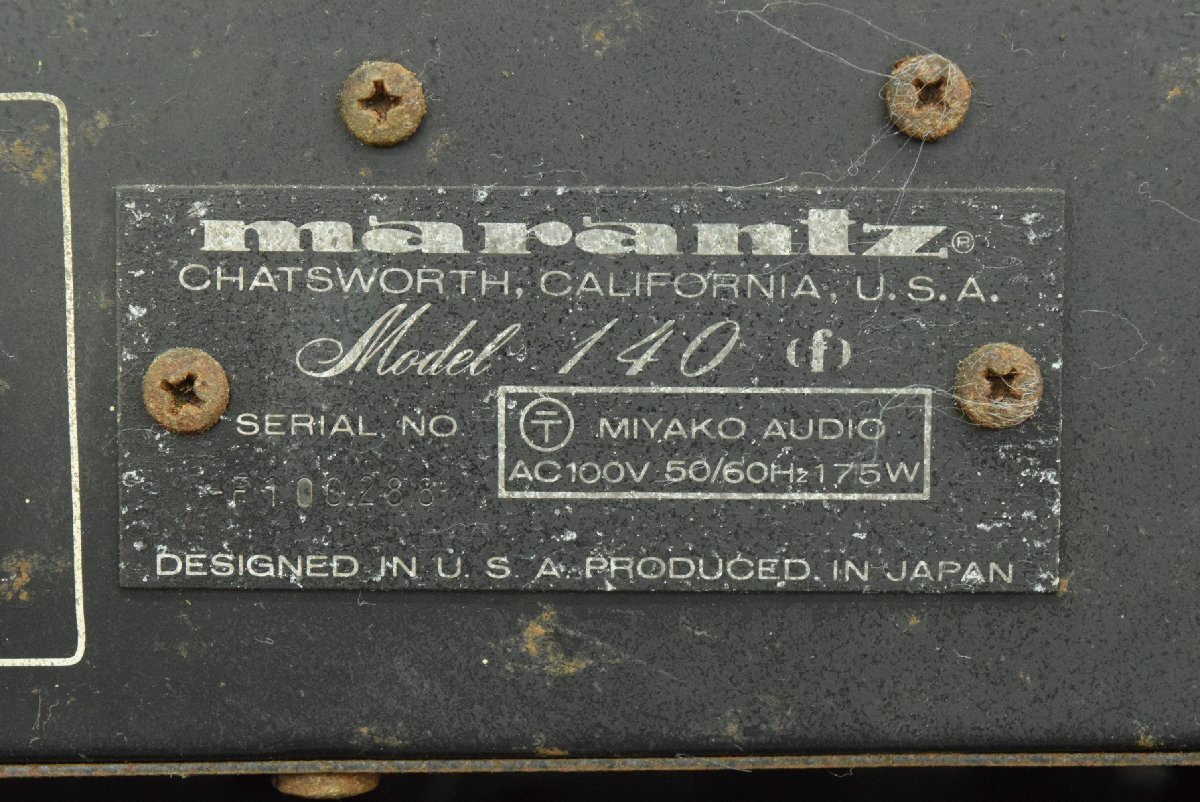 marantz®
CHATSWORTH, CALIFORNIA, U.S.A.
Model 140 (f)
SERIAL NO
〒 MIYAKO AUDIO
AC100V 50/60Hz 175W
DESIGNED IN U.S.A. PRODUCED IN JAPAN